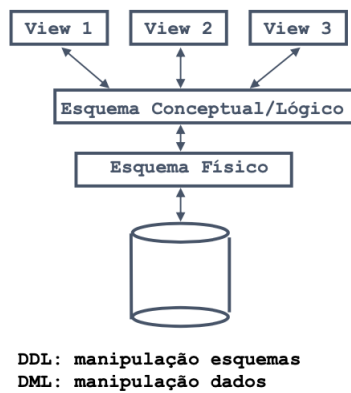 View 1 View 2 View 3
Esquema Conceptual/Lógico
Esquema Físico
DDL: manipulação esquemas
DML: manipulação dados